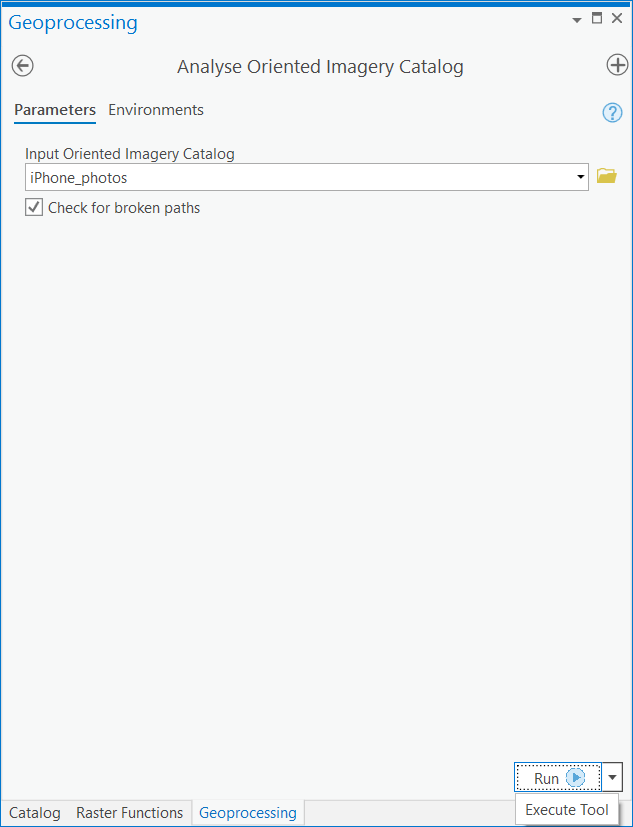 Geoprocessing
Analyse Oriented Imagery Catalog
Parameters Environments
Input Oriented Imagery Catalog
iPhone_photos
Check for broken paths
Run
Catalog Raster Functions Geoprocessing
Execute Tool